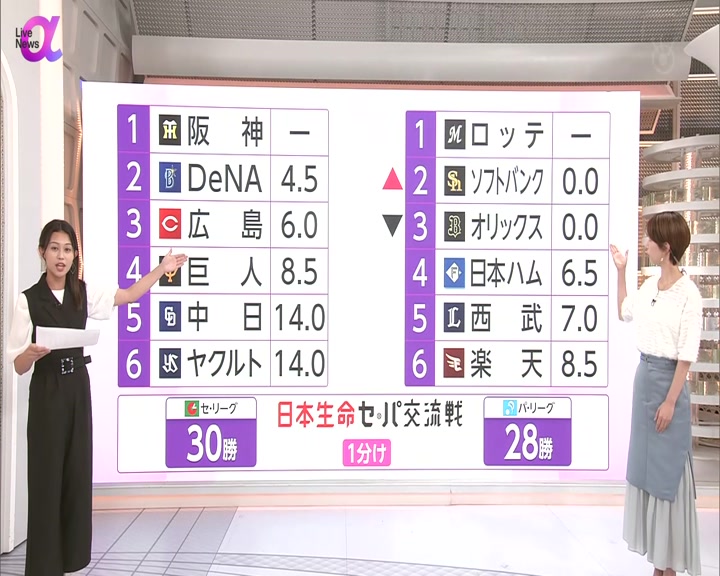 Live
News
α
1 阪神 ー
2 DeNA 4.5
3 広島 6.0
4 巨人 8.5
5 中日 14.0
6 ヤクルト 14.0
1 ロッテ ー
▲ 2 ソフトバンク 0.0
▼ 3 オリックス 0.0
4 日本ハム 6.5
5 西武 7.0
6 楽天 8.5
セ・リーグ
30勝
日本生命セ・パ交流戦
1分け
パ・リーグ
28勝